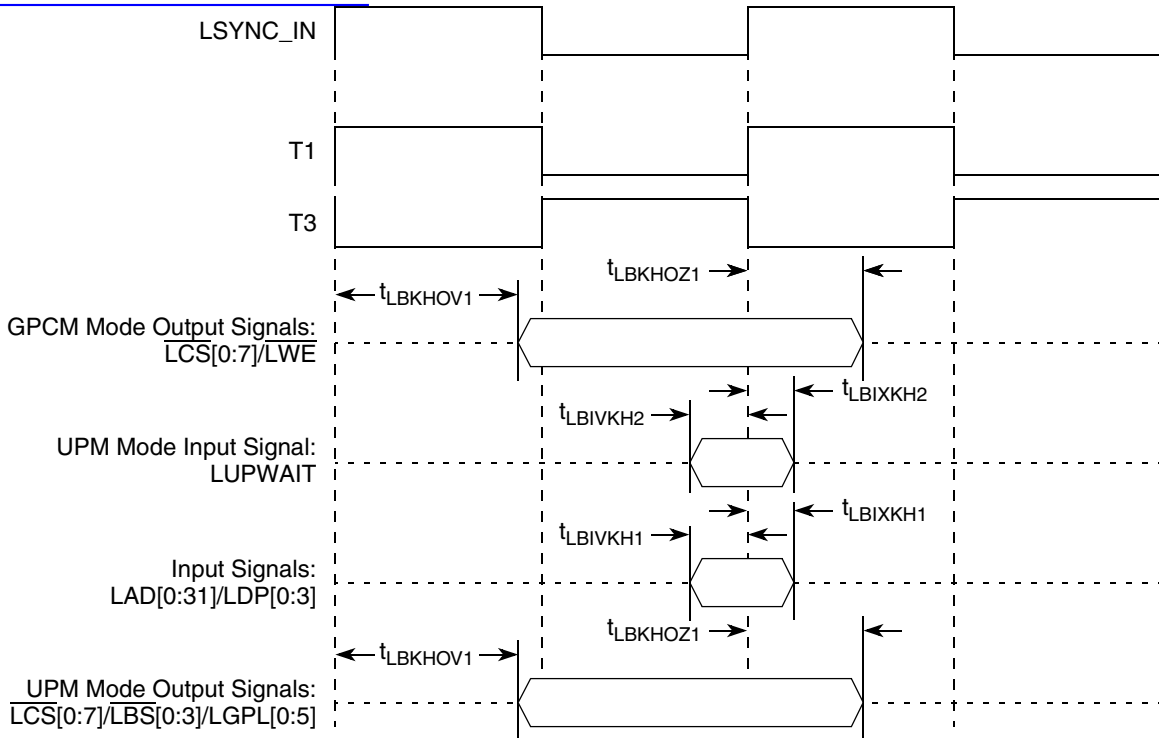 LSYNC_IN
T1
T3
tLBKHOZ1
tLBKHOV1
GPCM Mode Output Signals:
LCS[0:7]/LWE
tLBIXKH2
tLBIVKH2
UPM Mode Input Signal:
LUPWAIT
tLBIXKH1
tLBIVKH1
Input Signals:
LAD[0:31]/LDP[0:3]
tLBKHOZ1
tLBKHOV1
UPM Mode Output Signals:
LCS[0:7]/LBS[0:3]/LGPL[0:5]